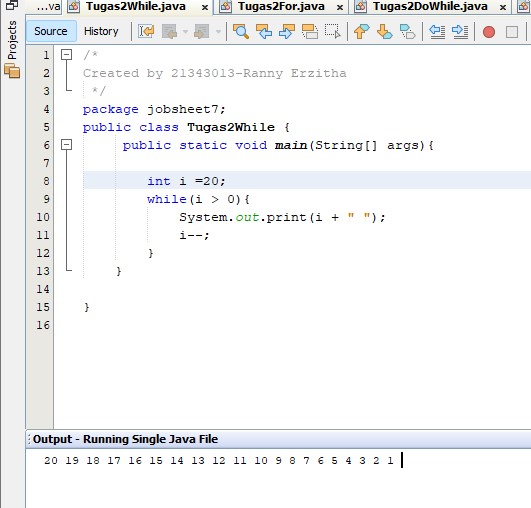 ...va
Tugas2While.java
Tugas2For.java
Tugas2DoWhile.java
Projects
Source History
1 /*
2 Created by 21343013-Ranny Erzitha
3 */
4 package jobsheet7;
5 public class Tugas2While {
6 public static void main(String[] args){
7
8 int i =20;
9 while(i > 0){
10 System.out.print(i + " ");
11 i--;
12 }
13 }
14
15 }
16
Output - Running Single Java File
20 19 18 17 16 15 14 13 12 11 10 9 8 7 6 5 4 3 2 1